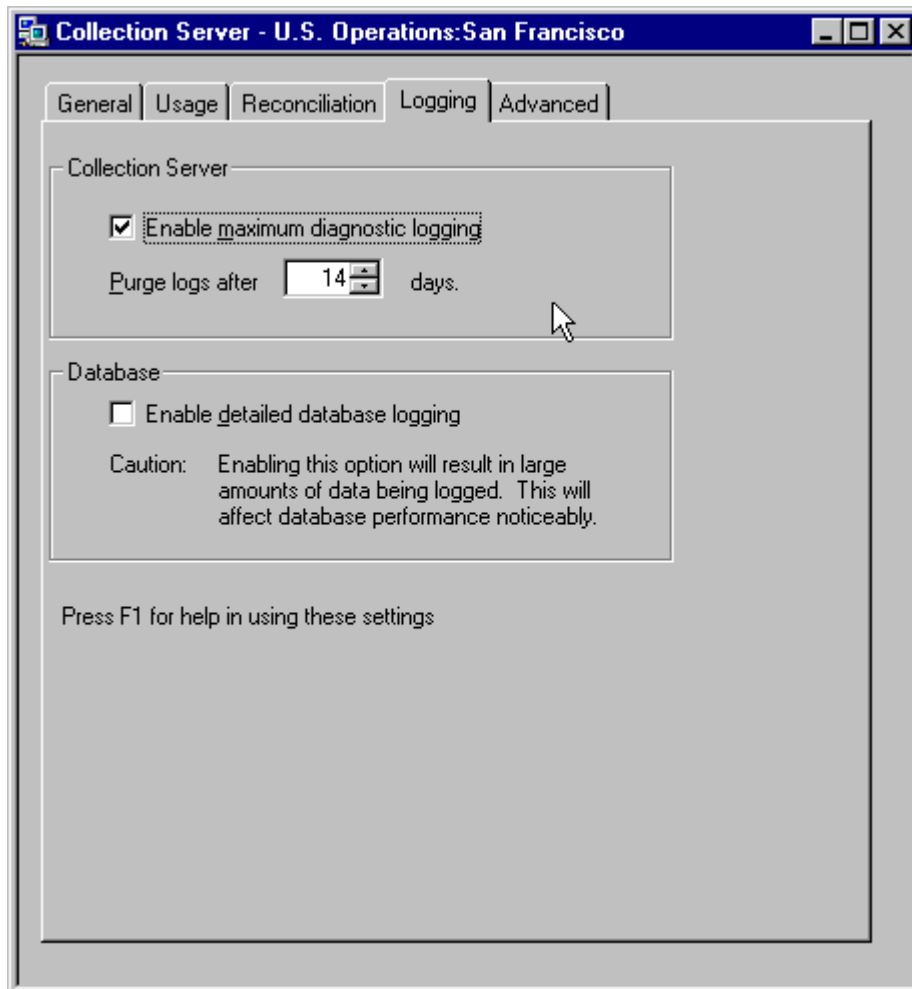 Collection Server - U.S. Operations:San Francisco
General Usage Reconciliation Logging Advanced
Collection Server
Enable maximum diagnostic logging
Purge logs after 14 days.
Database
Enable detailed database logging
Caution: Enabling this option will result in large
amounts of data being logged. This will
affect database performance noticeably.
Press F1 for help in using these settings